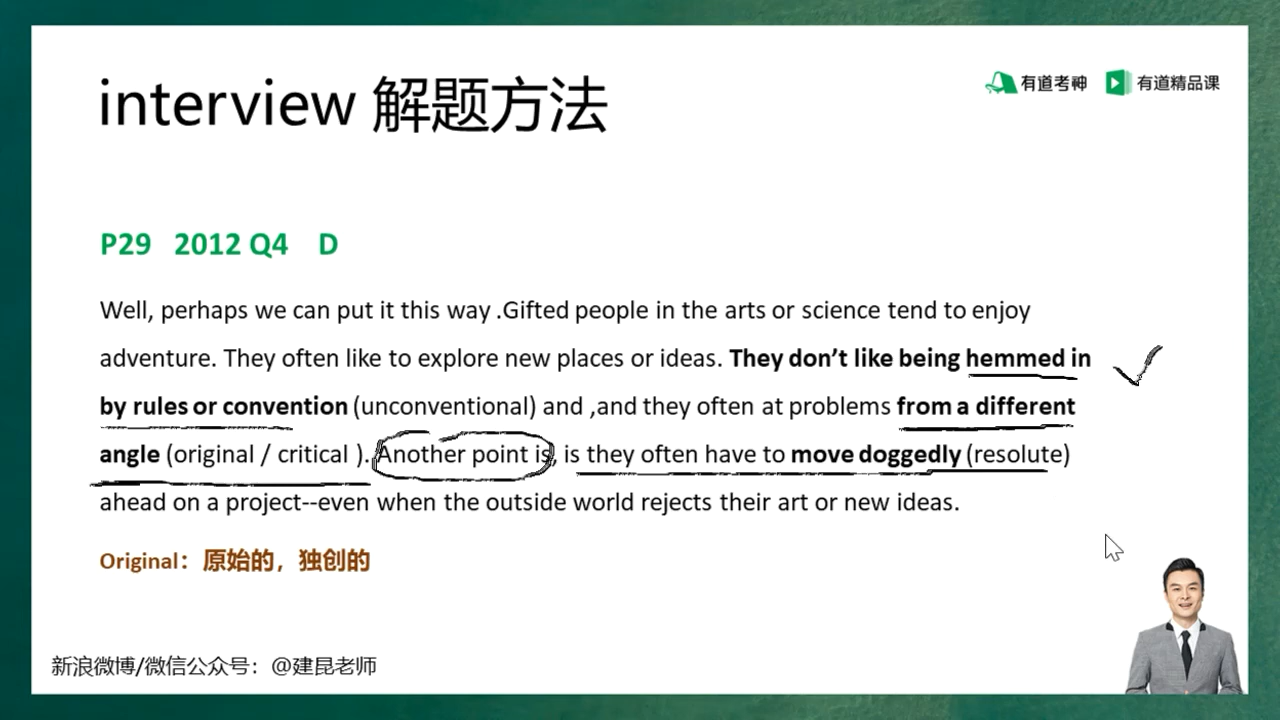 interview 解题方法
有道考神 有道精品课
P29 2012 Q4 D
Well, perhaps we can put it this way .Gifted people in the arts or science tend to enjoy
adventure. They often like to explore new places or ideas. They don’t like being hemmed in
by rules or convention (unconventional) and ,and they often at problems from a different
angle (original / critical ). Another point is, is they often have to move doggedly (resolute)
ahead on a project--even when the outside world rejects their art or new ideas.
Original：原始的，独创的
新浪微博/微信公众号：@建昆老师